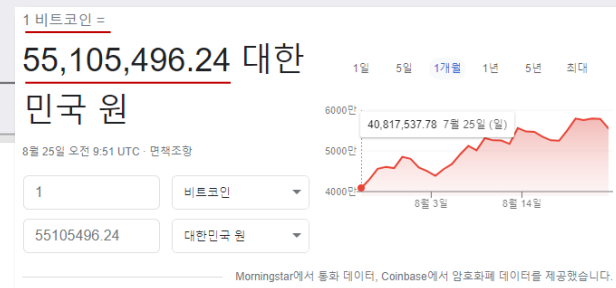 1 비트코인 =
55,105,496.24 대한
민국 원
8월 25일 오전 9:51 UTC · 면책조항
1 비트코인
55105496.24 대한민국 원
1일 5일 1개월 1년 5년 최대
6000만
40,817,537.78 7월 25일 (일)
5000만
4000만
8월 3일 8월 14일
Morningstar에서 통화 데이터, Coinbase에서 암호화폐 데이터를 제공했습니다.